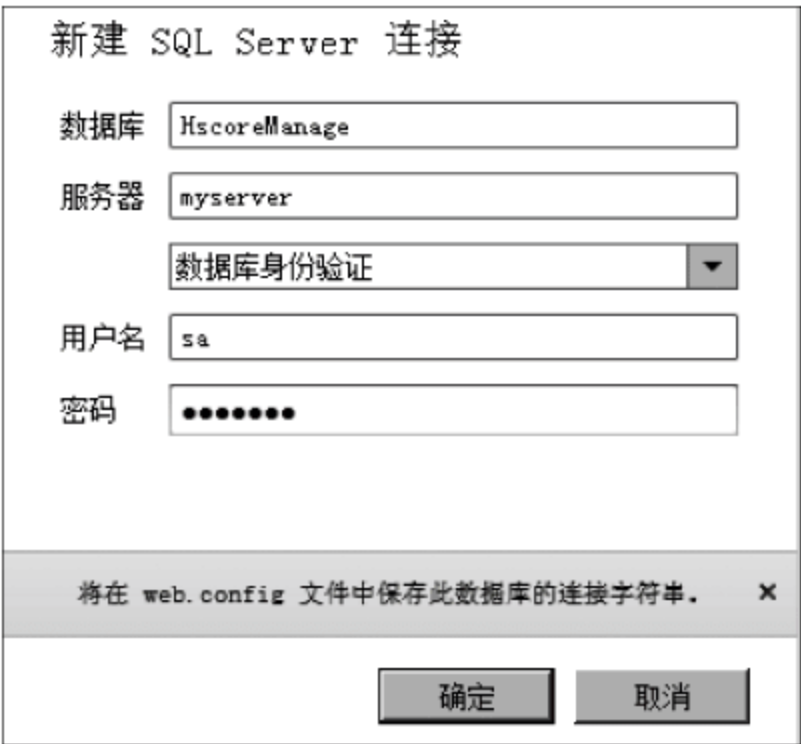 新建 SQL Server 连接
数据库 HscoreManage
服务器 myserver
数据库身份验证
用户名 sa
密码 •••••••
将在 web.config 文件中保存此数据库的连接字符串。 ×
确定 取消